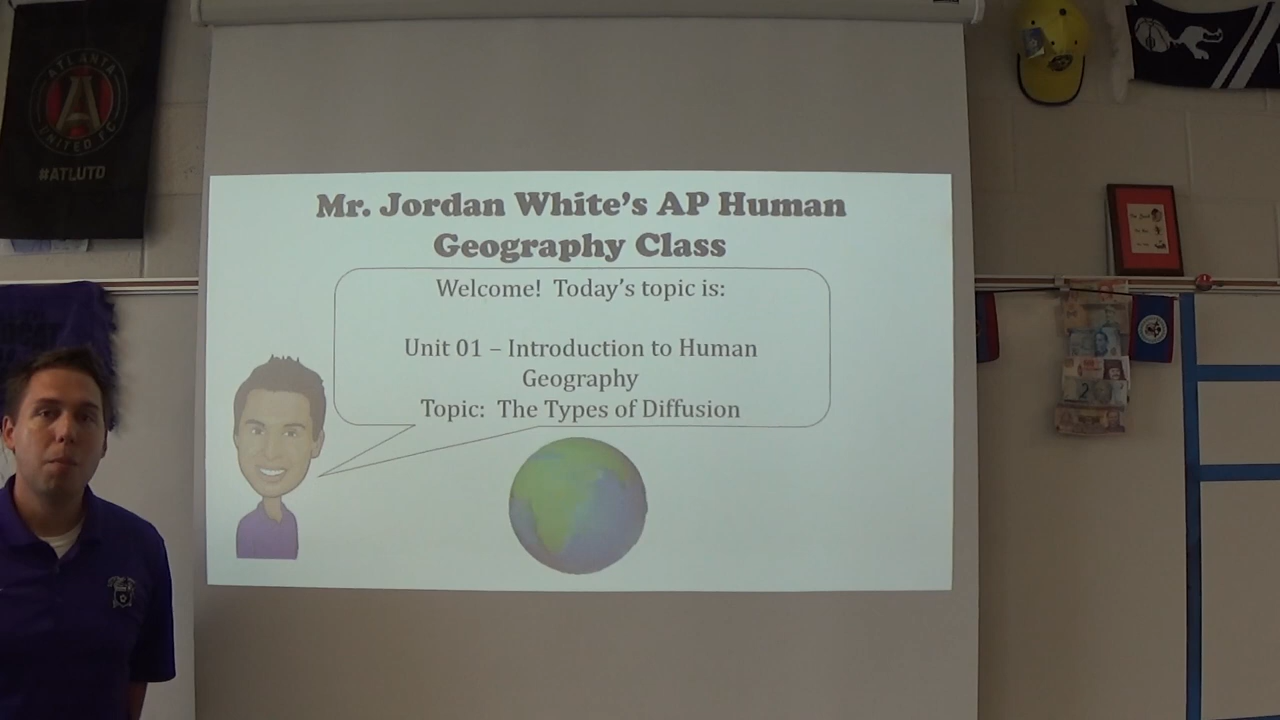 ATLANTA
A
UNITED FC
#ATLUTD
Mr. Jordan White's AP Human
Geography Class
Welcome!  Today's topic is:
Unit 01 – Introduction to Human
Geography
Topic:  The Types of Diffusion
2